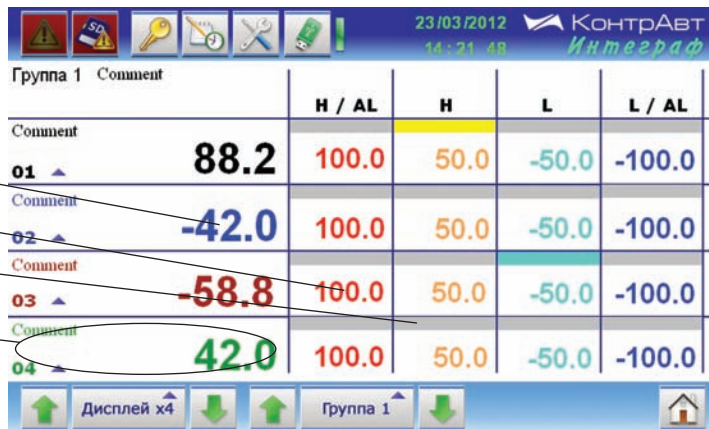 SD
23/03/2012 КонтрАвт
14:21 48 Интеграф
Группа 1 Comment
H / AL H L L / AL
Comment
01 88.2 100.0 50.0 -50.0 -100.0
Comment
02 -42.0 100.0 50.0 -50.0 -100.0
Comment
03 -58.8 100.0 50.0 -50.0 -100.0
Comment
04 42.0 100.0 50.0 -50.0 -100.0
Дисплей x4 Группа 1